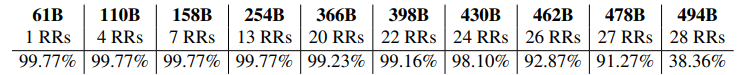 61B 110B 158B 254B 366B 398B 430B 462B 478B 494B
1 RRs 4 RRs 7 RRs 13 RRs 20 RRs 22 RRs 24 RRs 26 RRs 27 RRs 28 RRs
99.77% 99.77% 99.77% 99.77% 99.23% 99.16% 98.10% 92.87% 91.27% 38.36%